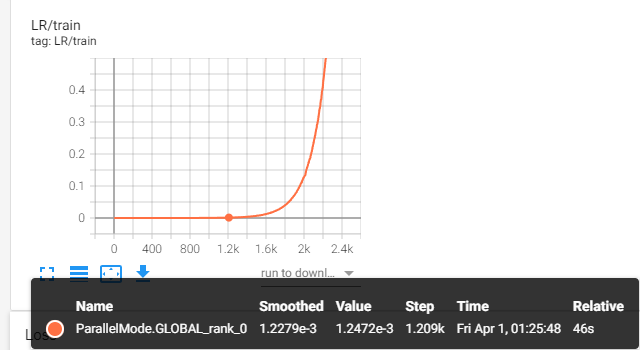 LR/train
tag: LR/train
0.4
0.3
0.2
0.1
0
0 400 800 1.2k 1.6k 2k 2.4k
run to downl...
Name Smoothed Value Step Time Relative
ParallelMode.GLOBAL_rank_0 1.2279e-3 1.2472e-3 1.209k Fri Apr 1, 01:25:48 46s